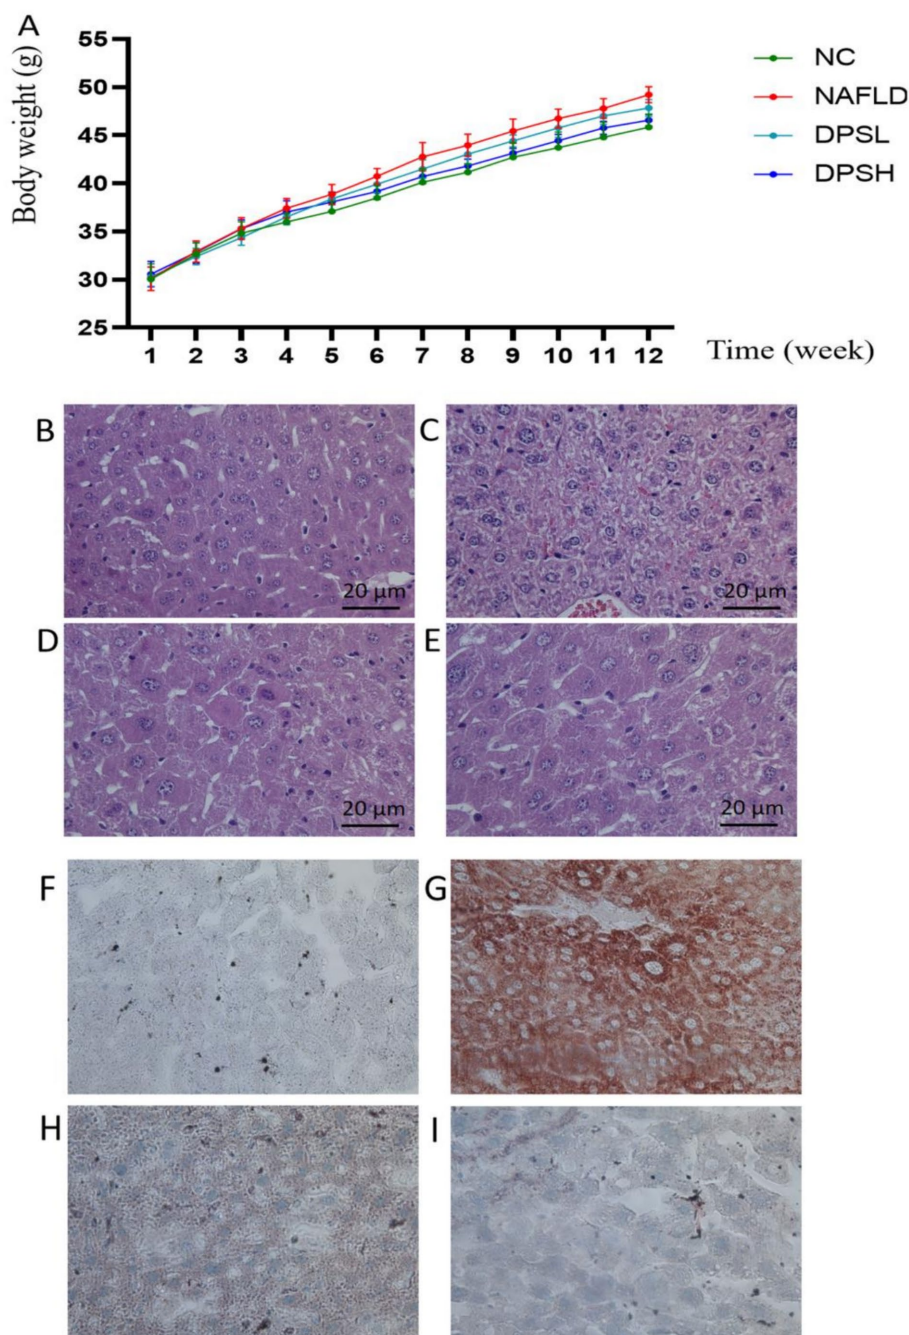 A
Body weight (g)
55
50
45
40
35
30
25
1 2 3 4 5 6 7 8 9 10 11 12
Time (week)
NC
NAFLD
DPSL
DPSH
B
20 μm
C
20 μm
D
20 μm
E
20 μm
F
G
H
I